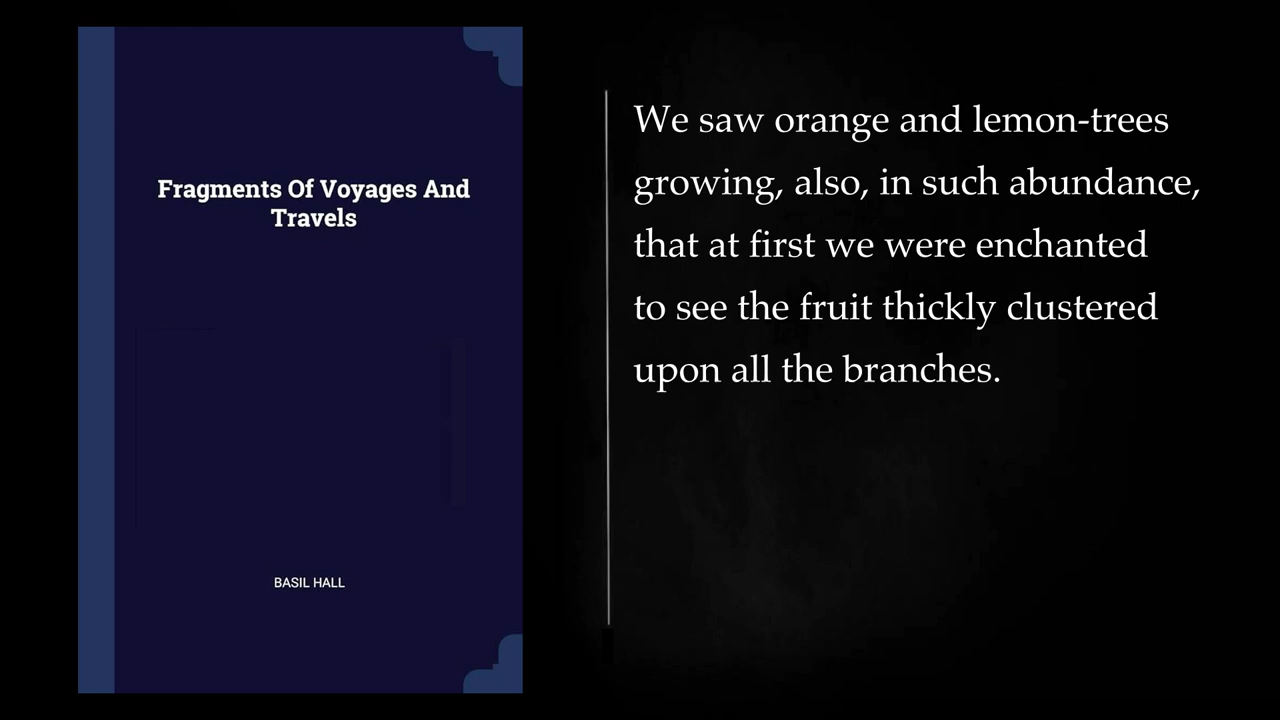 Fragments Of Voyages And
Travels
BASIL HALL
We saw orange and lemon-trees
growing, also, in such abundance,
that at first we were enchanted
to see the fruit thickly clustered
upon all the branches.